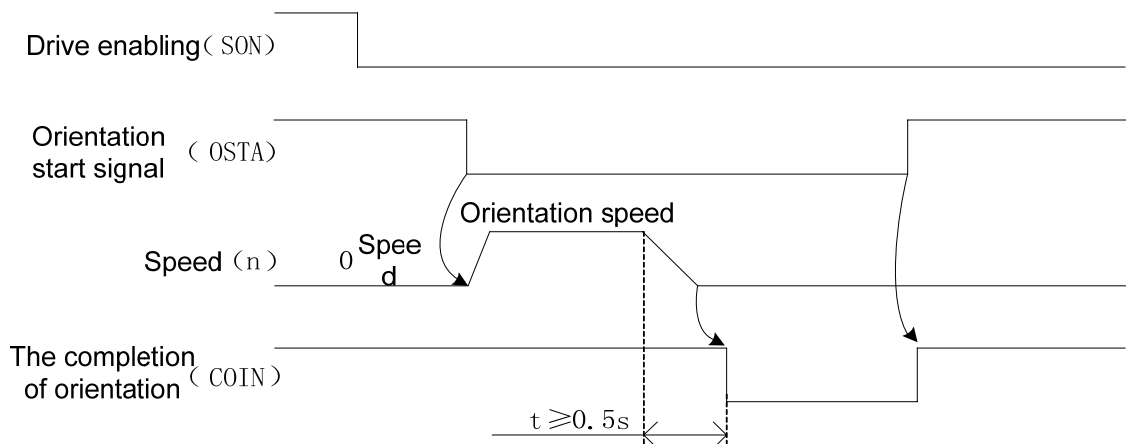 Drive enabling（SON）
Orientation
start signal（OSTA）
Orientation speed
Speed（n）
0 Spee
d
The completion
of orientation（COIN）
t≥0.5s